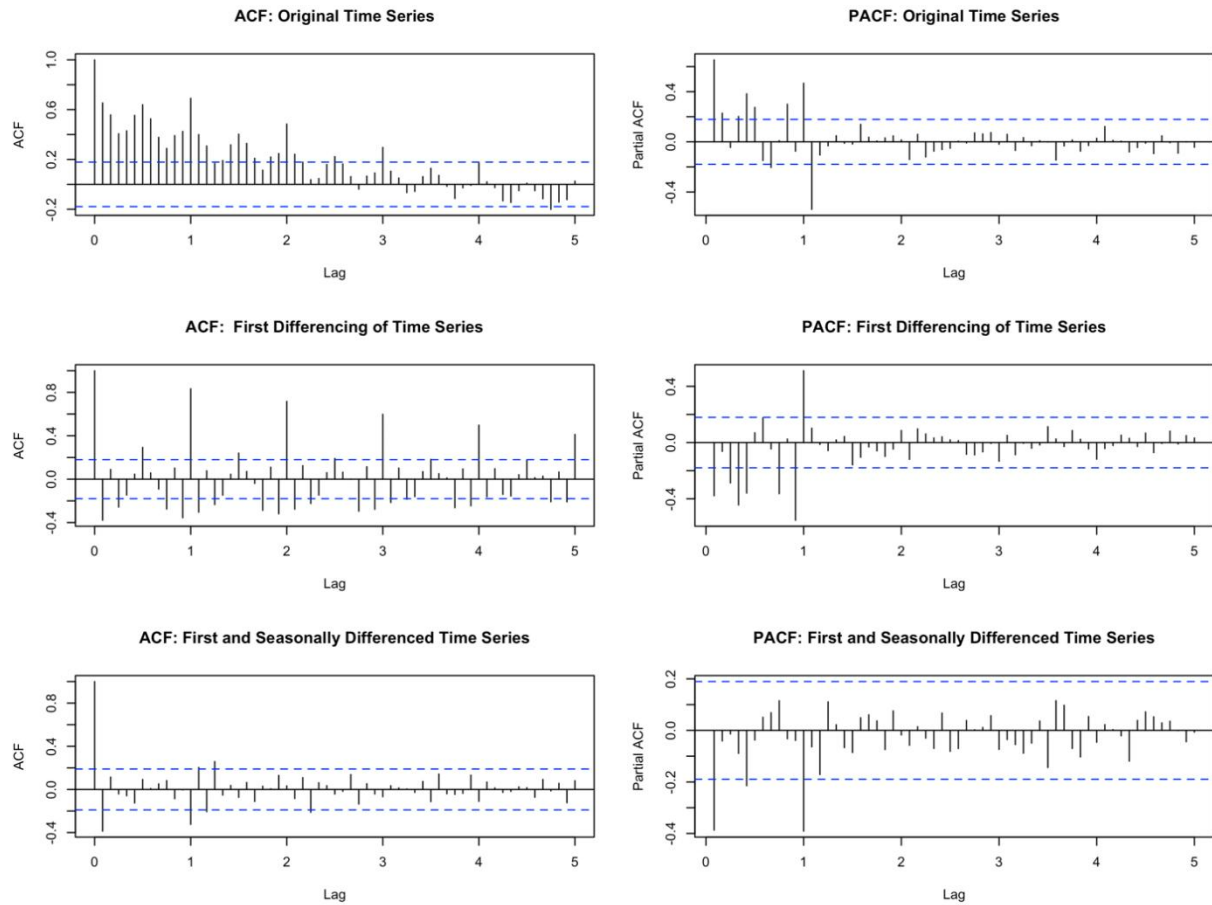 ACF: Original Time Series
ACF
1.0
0.6
0.2
-0.2
0 1 2 3 4 5
Lag
PACF: Original Time Series
Partial ACF
0.4
0.0
-0.4
0 1 2 3 4 5
Lag
ACF: First Differencing of Time Series
ACF
0.8
0.4
0.0
-0.4
0 1 2 3 4 5
Lag
PACF: First Differencing of Time Series
Partial ACF
0.4
0.0
-0.4
0 1 2 3 4 5
Lag
ACF: First and Seasonally Differenced Time Series
ACF
0.8
0.4
0.0
-0.4
0 1 2 3 4 5
Lag
PACF: First and Seasonally Differenced Time Series
Partial ACF
0.2
0.0
-0.2
-0.4
0 1 2 3 4 5
Lag